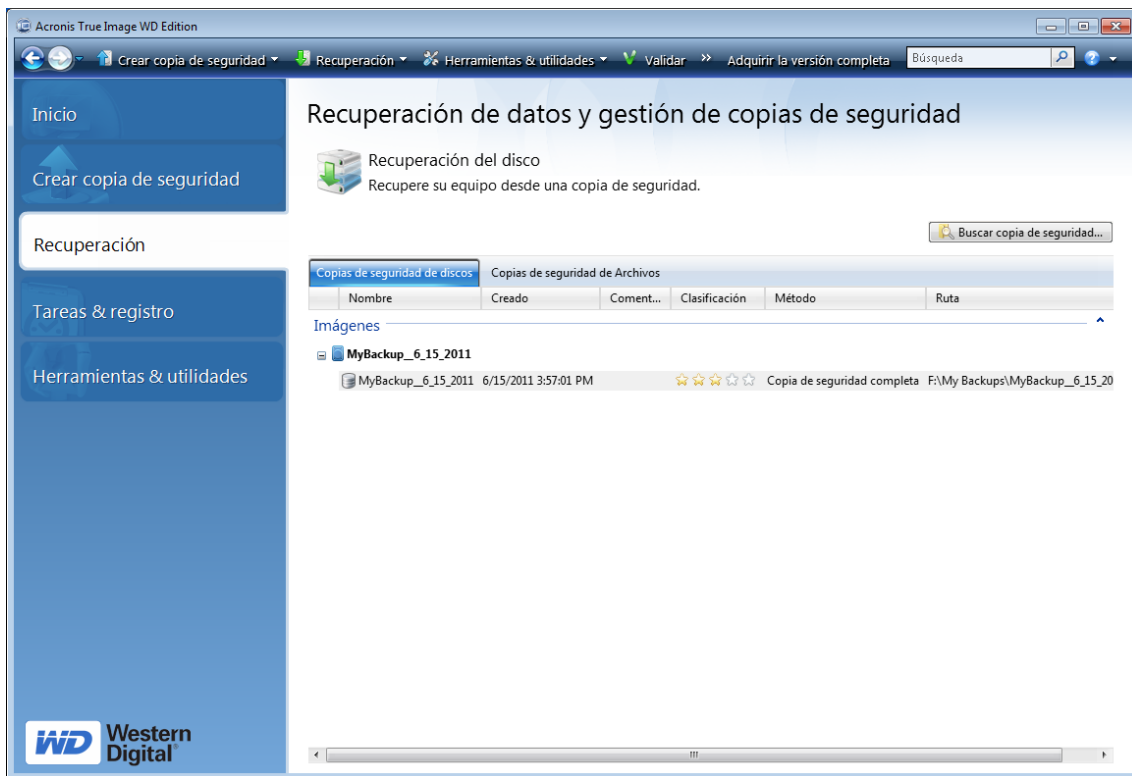 Acronis True Image WD Edition
Crear copia de seguridad Recuperación Herramientas & utilidades Validar Adquirir la versión completa Búsqueda
Inicio
Crear copia de seguridad
Recuperación
Tareas & registro
Herramientas & utilidades
Recuperación de datos y gestión de copias de seguridad
Recuperación del disco
Recupere su equipo desde una copia de seguridad.
Buscar copia de seguridad...
Copias de seguridad de discos Copias de seguridad de Archivos
Nombre Creado Coment... Clasificación Método Ruta
Imágenes
MyBackup__6_15_2011
MyBackup__6_15_2011 6/15/2011 3:57:01 PM Copia de seguridad completa F:\My Backups\MyBackup__6_15_20
WD Western
Digital®